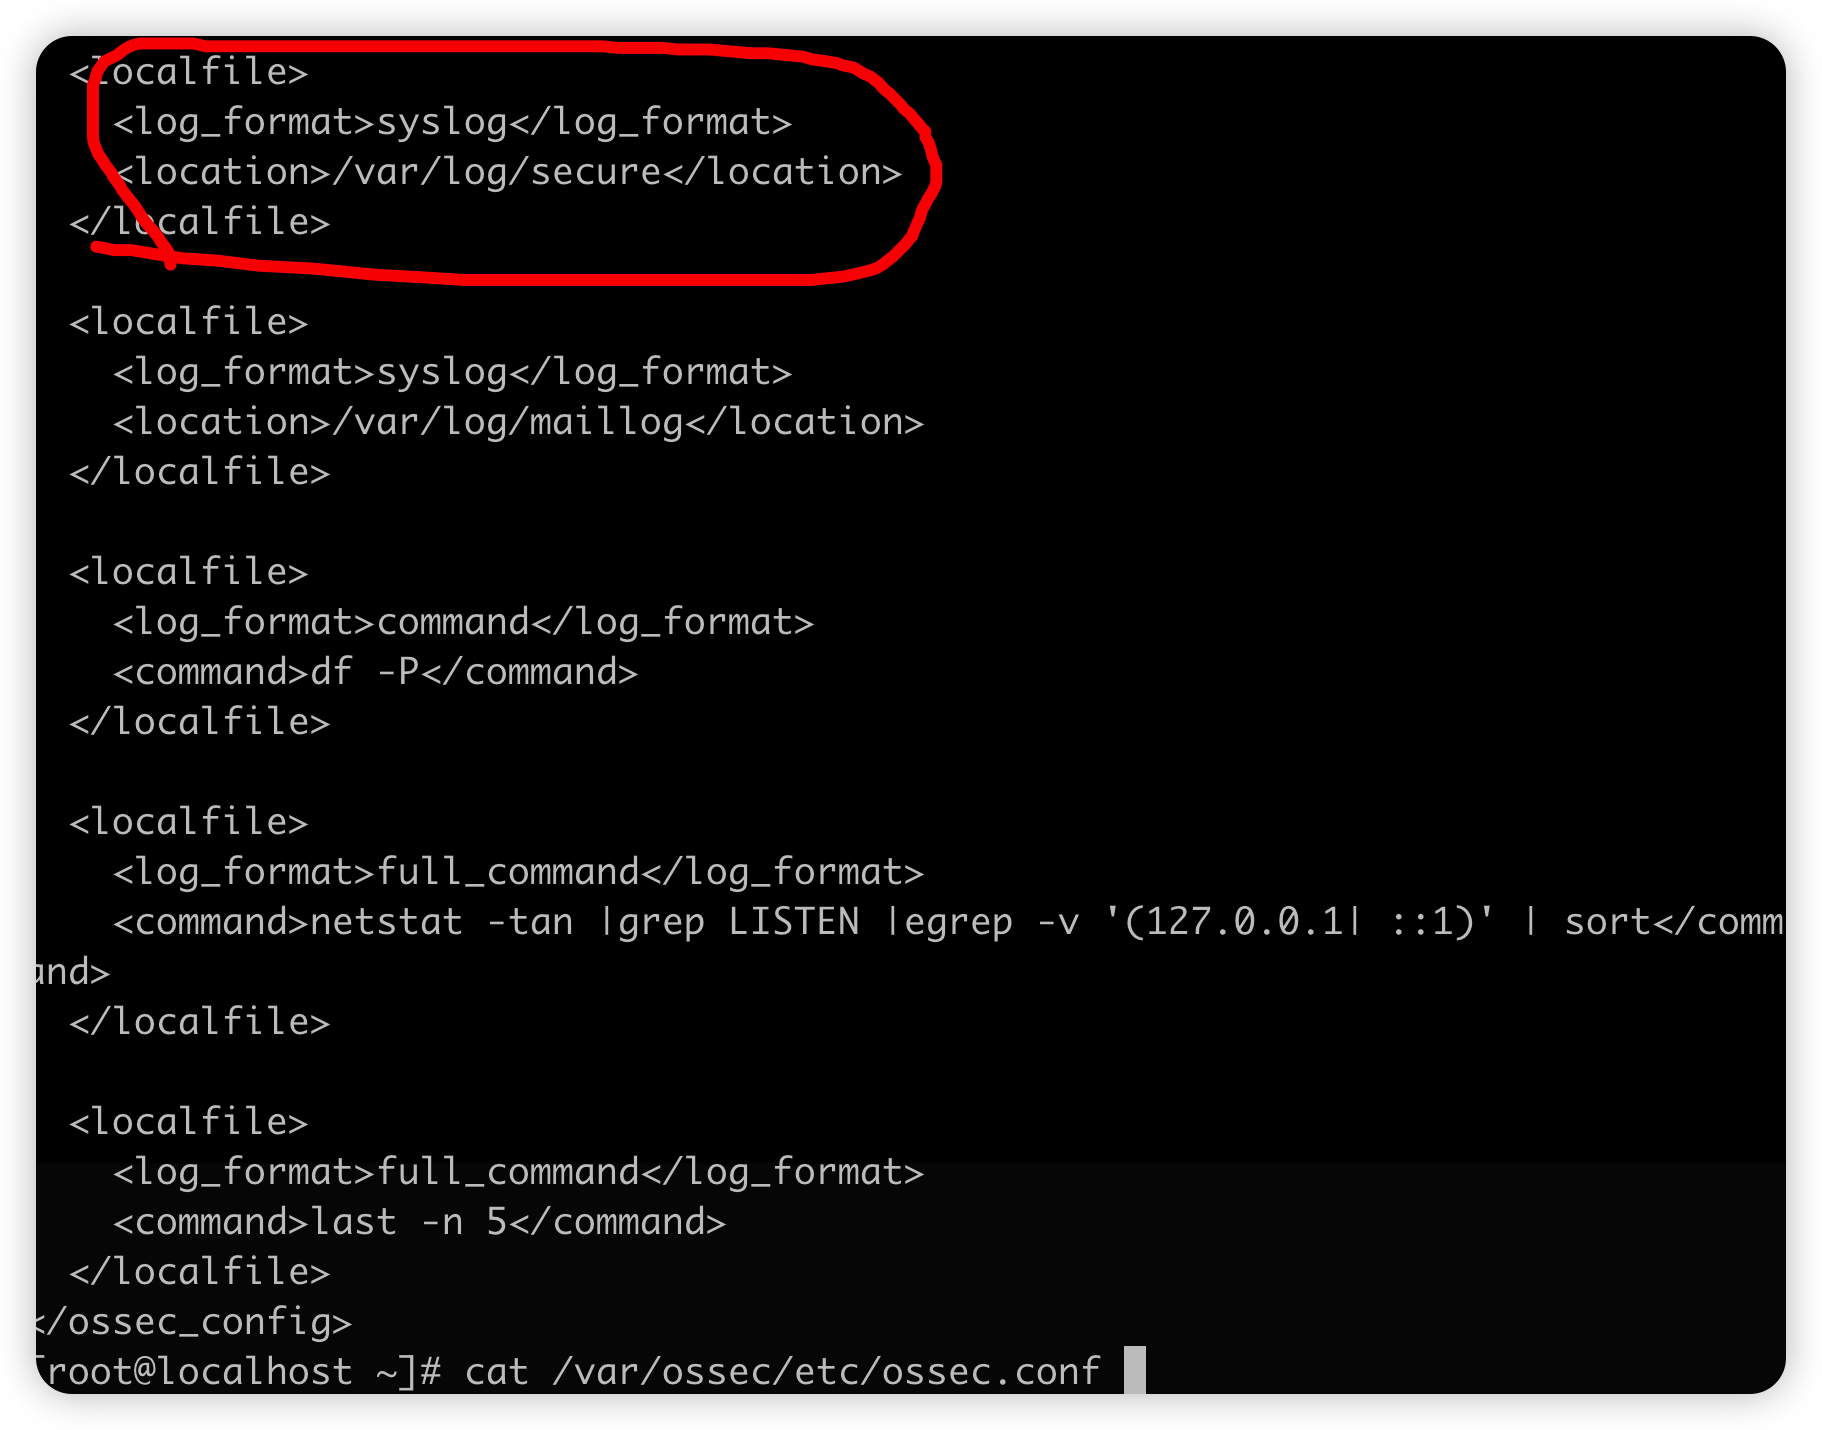 <localfile>
<log_format>syslog</log_format>
<location>/var/log/secure</location>
</localfile>
<localfile>
<log_format>syslog</log_format>
<location>/var/log/maillog</location>
</localfile>
<localfile>
<log_format>command</log_format>
<command>df -P</command>
</localfile>
<localfile>
<log_format>full_command</log_format>
<command>netstat -tan |grep LISTEN |egrep -v '(127.0.0.1| ::1)' | sort</comm
and>
</localfile>
<localfile>
<log_format>full_command</log_format>
<command>last -n 5</command>
</localfile>
</ossec_config>
[root@localhost ~]# cat /var/ossec/etc/ossec.conf